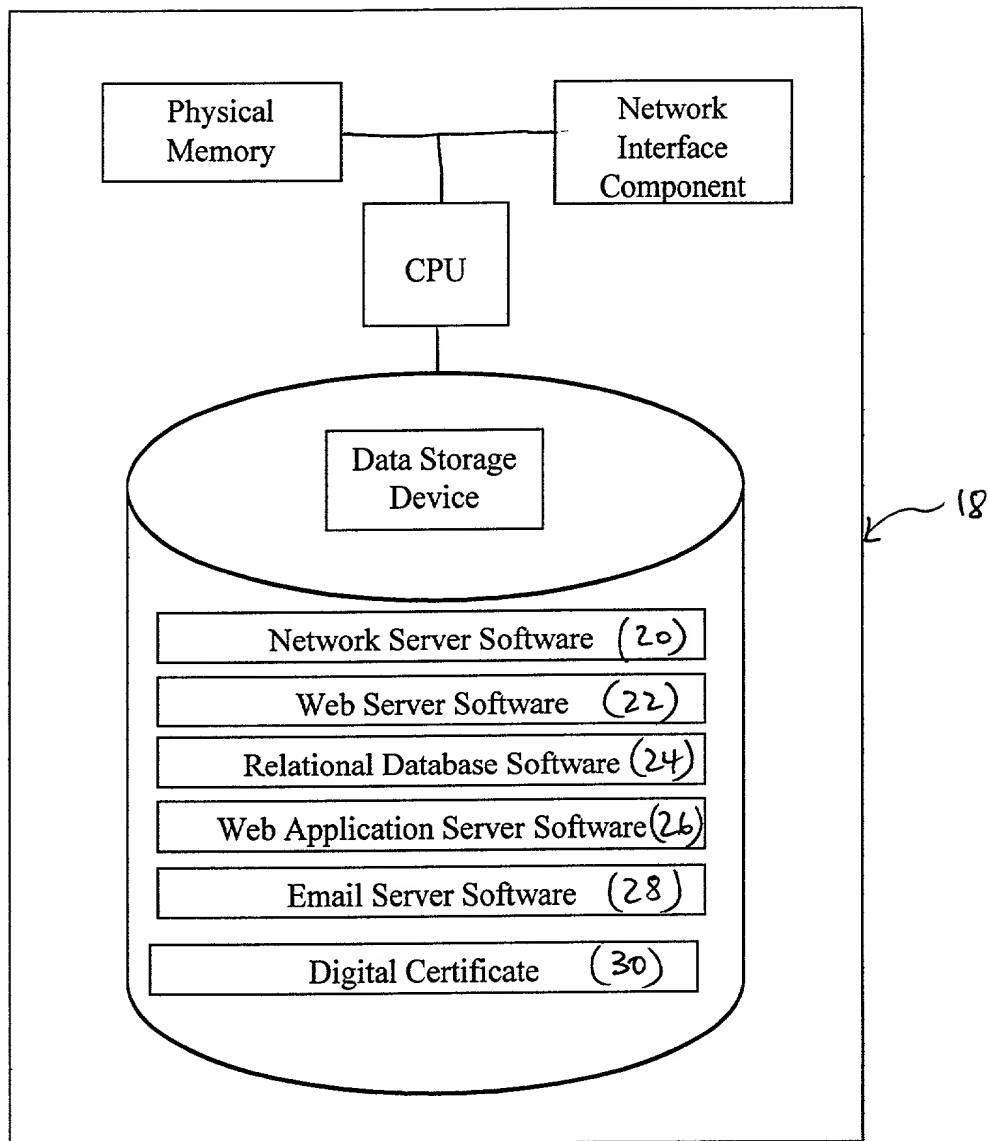 Physical
Memory
Network
Interface
Component
CPU
Data Storage
Device
18
Network Server Software (20)
Web Server Software (22)
Relational Database Software (24)
Web Application Server Software (26)
Email Server Software (28)
Digital Certificate (30)